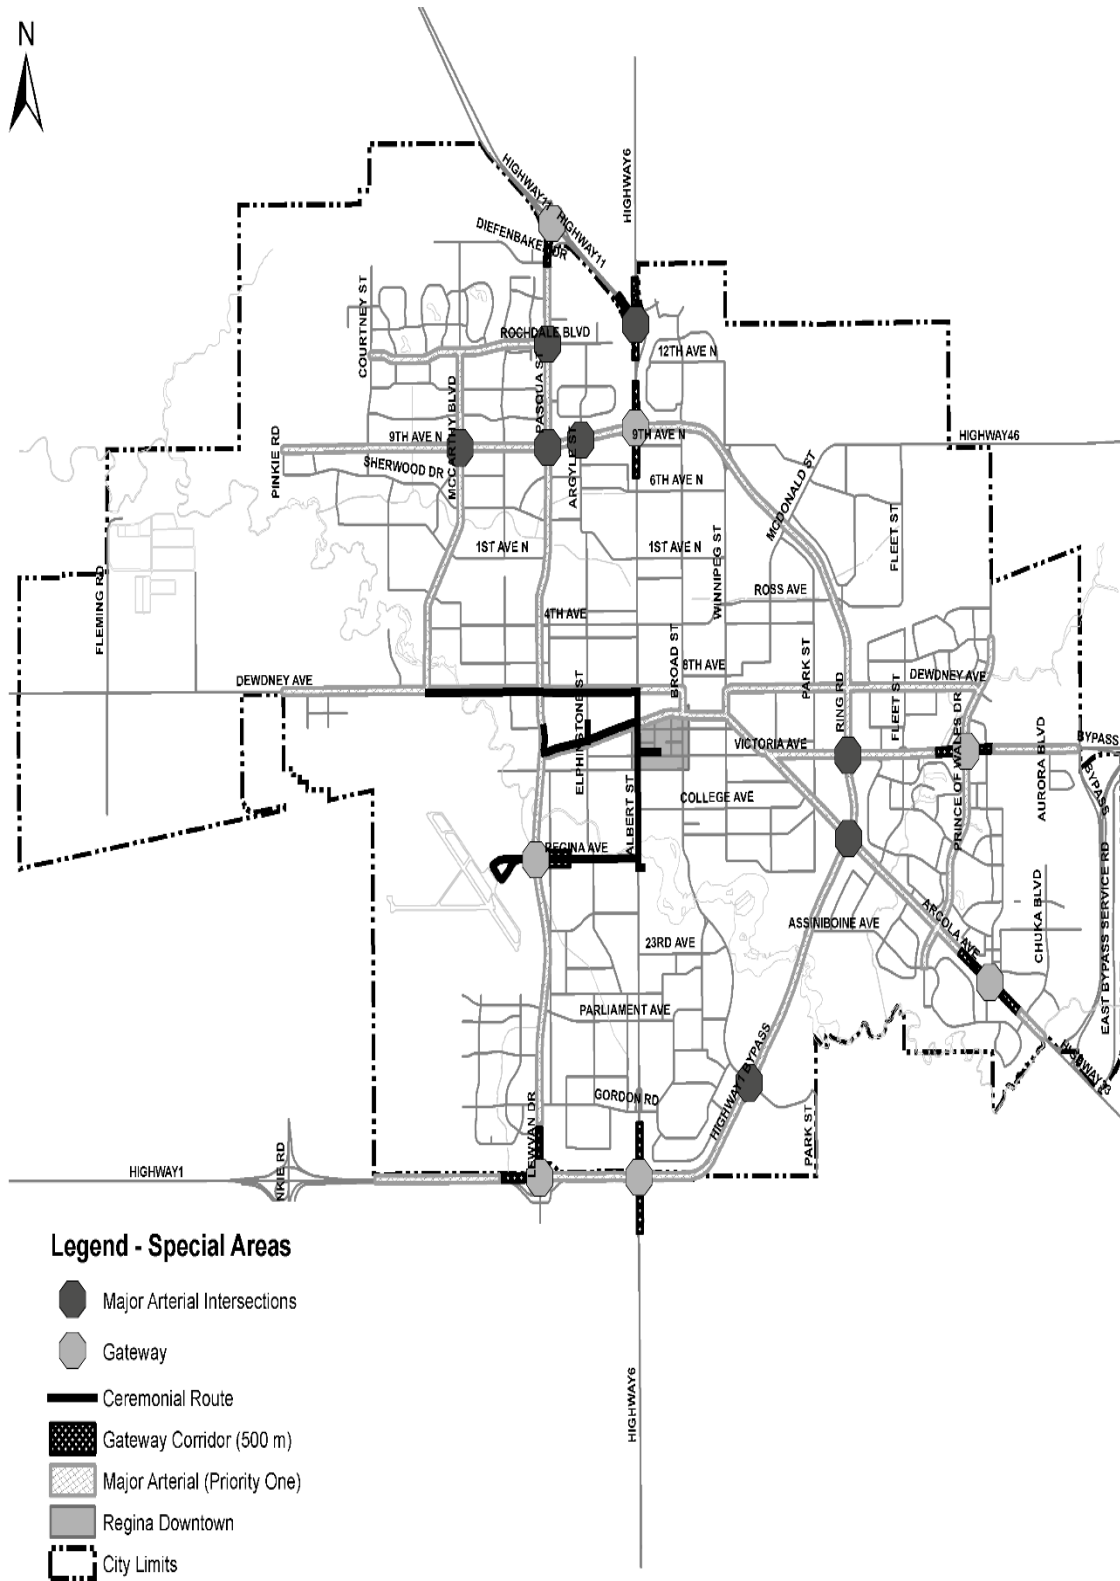 N
HIGHWAY11
HIGHWAY11
HIGHWAY6
DIEFENBAKER DR
COURTNEY ST
ROCHDALE BLVD
12TH AVE N
PASQUA ST
MCCARTHY BLVD
9TH AVE N
9TH AVE N
HIGHWAY46
PINKIE RD
SHERWOOD DR
ARGYLE ST
6TH AVE N
MCDONALD ST
FLEET ST
1ST AVE N
1ST AVE N
WINNIPEG ST
FLEMING RD
ROSS AVE
4TH AVE
BROAD ST
8TH AVE
PARK ST
DEWDNEY AVE
DEWDNEY AVE
ELPHINSTONE ST
RING RD
FLEET ST
PRINCE OF WALES DR
VICTORIA AVE
AURORA BLVD
BYPASS
BYPASS
ALBERT ST
COLLEGE AVE
REGINA AVE
EAST BYPASS SERVICE RD
CHUKA BLVD
ARCOLA AVE
ASSINIBOINE AVE
23RD AVE
PARLIAMENT AVE
HIGHWAY1 BYPASS
HIGHWAY33
GORDON RD
LEWVAN DR
PARK ST
HIGHWAY1
NKIE RD
Legend - Special Areas
Major Arterial Intersections
Gateway
Ceremonial Route
Gateway Corridor (500 m)
Major Arterial (Priority One)
Regina Downtown
City Limits
HIGHWAY6